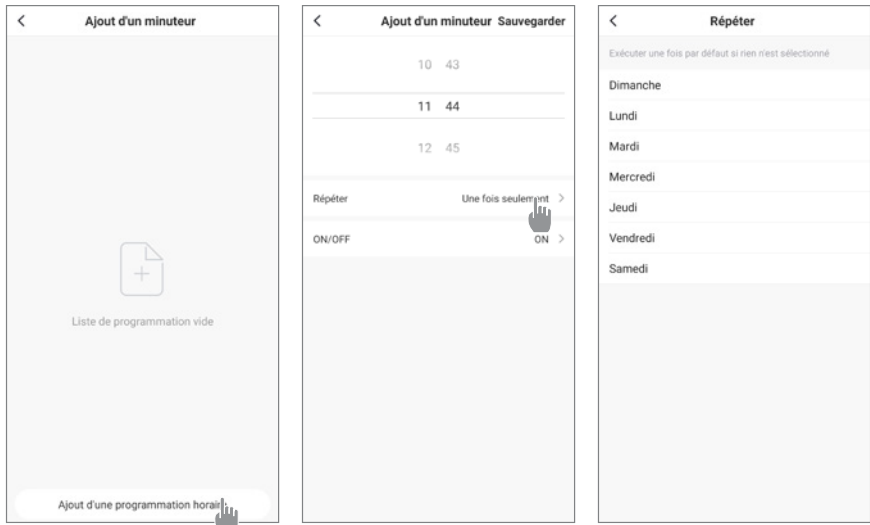 Ajout d'un minuteur
Liste de programmation vide
Ajout d'une programmation horaire
Ajout d'un minuteur Sauvegarder
10 43
11 44
12 45
Répéter Une fois seulement
ON/OFF ON
Répéter
Exécuter une fois par défaut si rien n'est sélectionné
Dimanche
Lundi
Mardi
Mercredi
Jeudi
Vendredi
Samedi